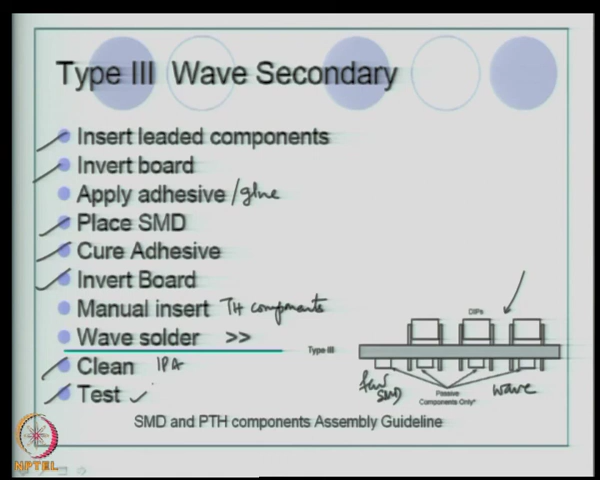 Type III Wave Secondary
Insert leaded components
Invert board
Apply adhesive /glue
Place SMD
Cure Adhesive
Invert Board
Manual insert TH components
Wave solder >>
Clean IPA
Test
DIPs
Type III
few
SMD
Passive
Components Only*
wave
SMD and PTH components Assembly Guideline
NPTEL